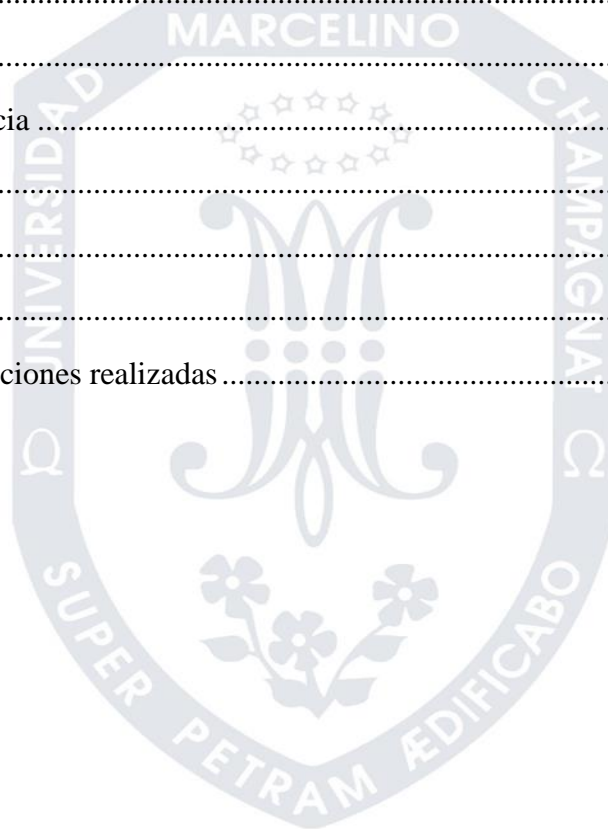 ........................................................................
MARCELINO
........................................................................
cia ........................................................................
........................................................................
........................................................................
........................................................................
ciones realizadas ........................................................................
UNIVERSIDAD
CHAMPAGNAT
Ω Ω
SUPER PETRAM ÆDIFICABO